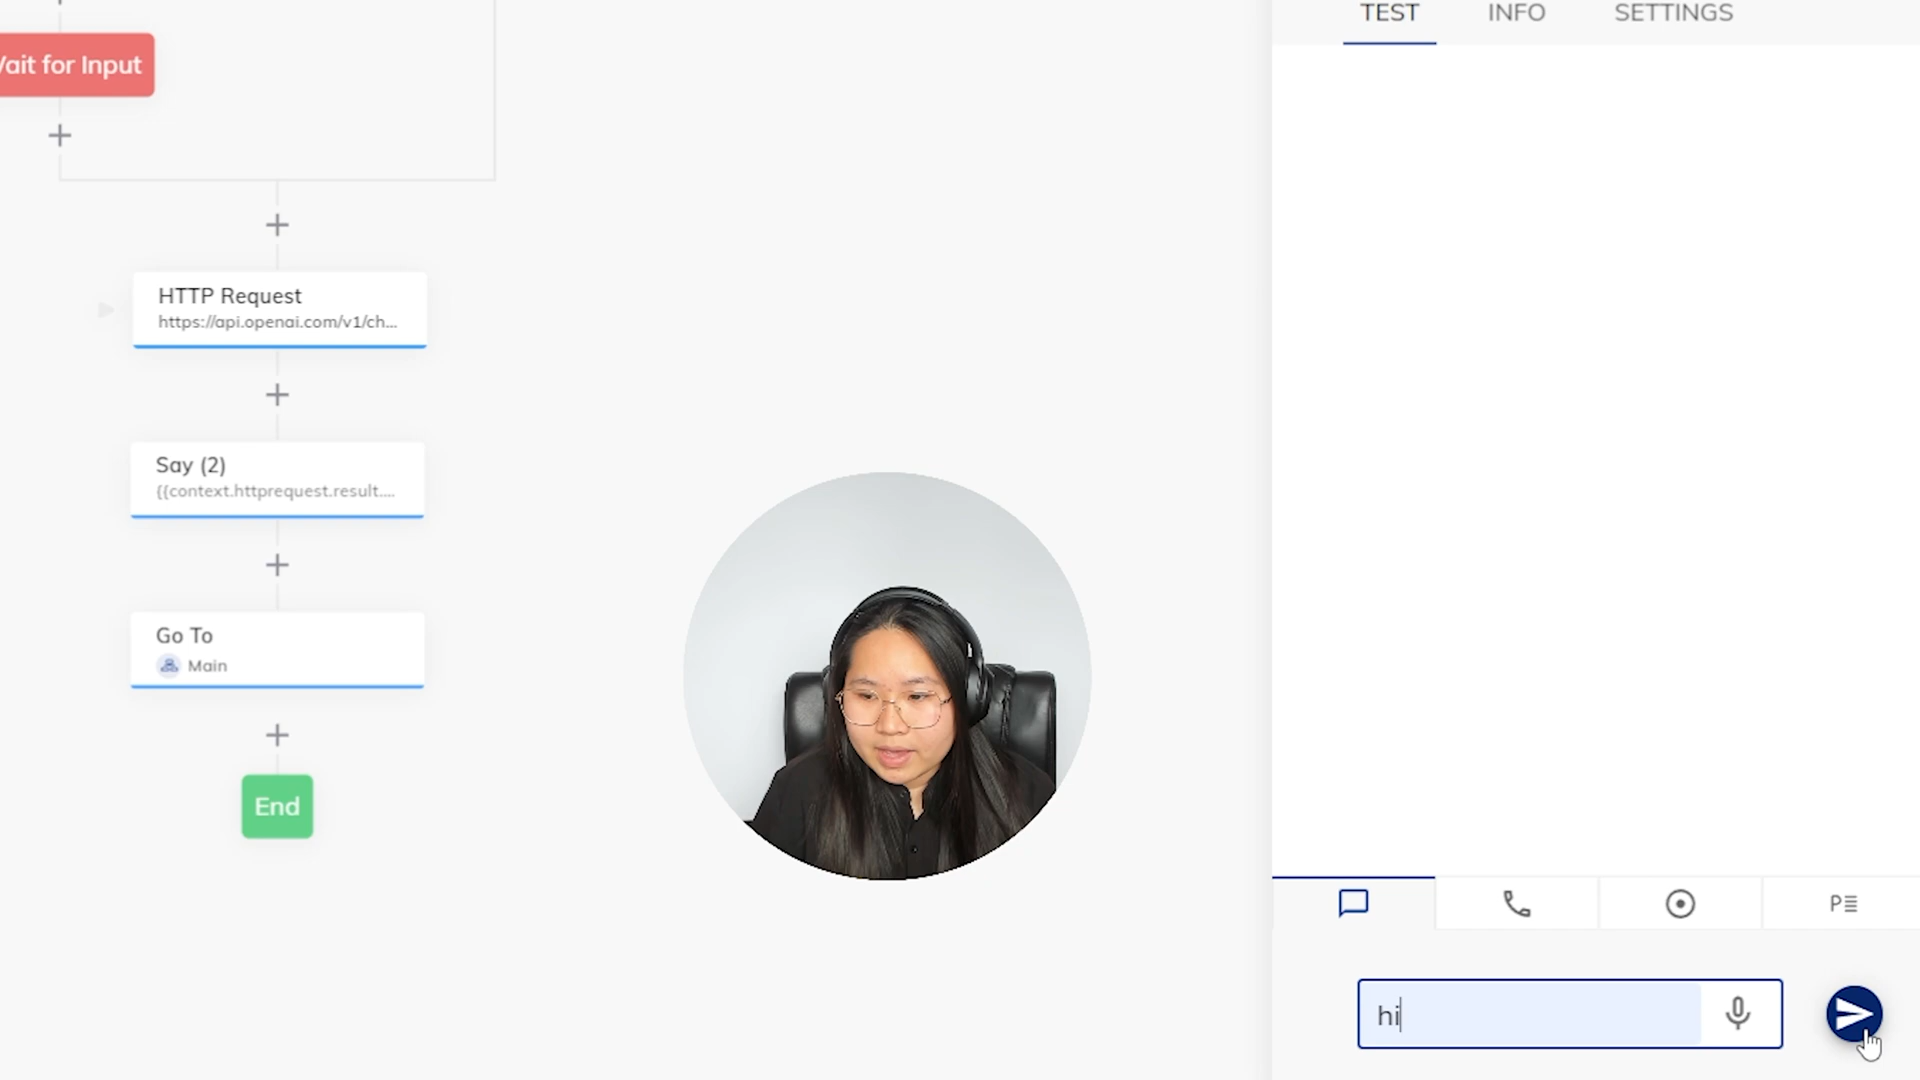 TEST INFO SETTINGS
ait for Input
HTTP Request
https://api.openai.com/v1/ch...
Say (2)
{{context.httprequest.result....
Go To
Main
End
P
hi